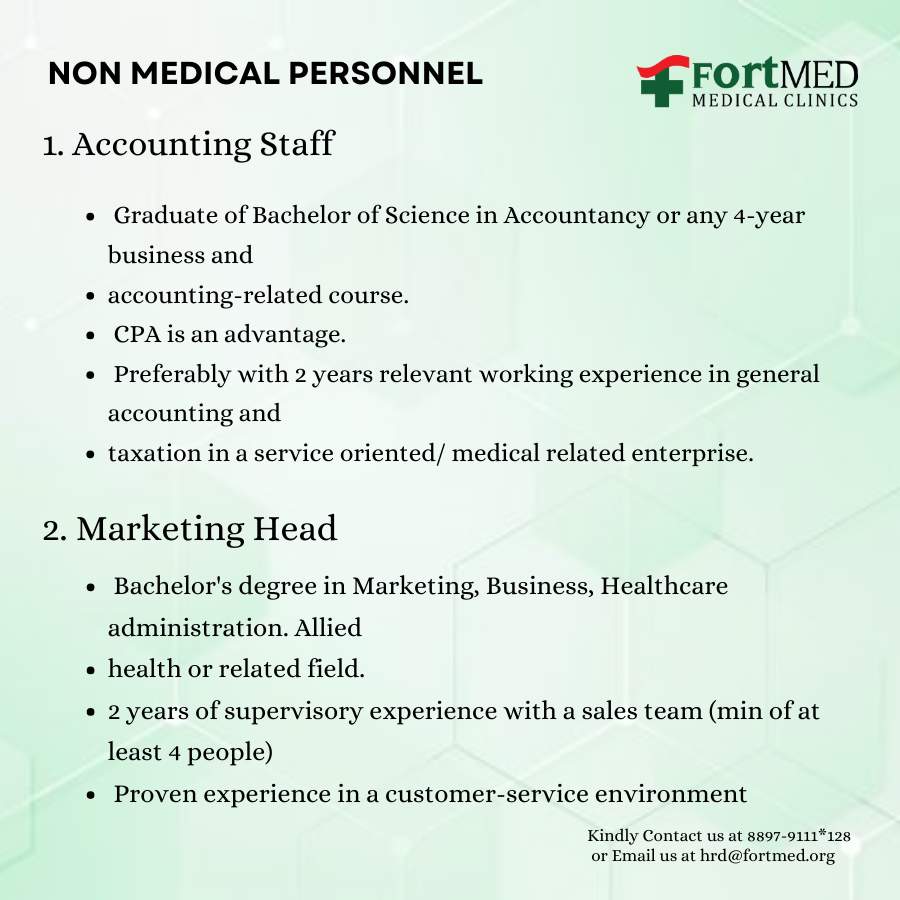 NON MEDICAL PERSONNEL
FortMED
MEDICAL CLINICS
1. Accounting Staff
• Graduate of Bachelor of Science in Accountancy or any 4-year
business and
• accounting-related course.
• CPA is an advantage.
• Preferably with 2 years relevant working experience in general
accounting and
• taxation in a service oriented/ medical related enterprise.
2. Marketing Head
• Bachelor's degree in Marketing, Business, Healthcare
administration. Allied
• health or related field.
• 2 years of supervisory experience with a sales team (min of at
least 4 people)
• Proven experience in a customer-service environment
Kindly Contact us at 8897-9111*128
or Email us at hrd@fortmed.org